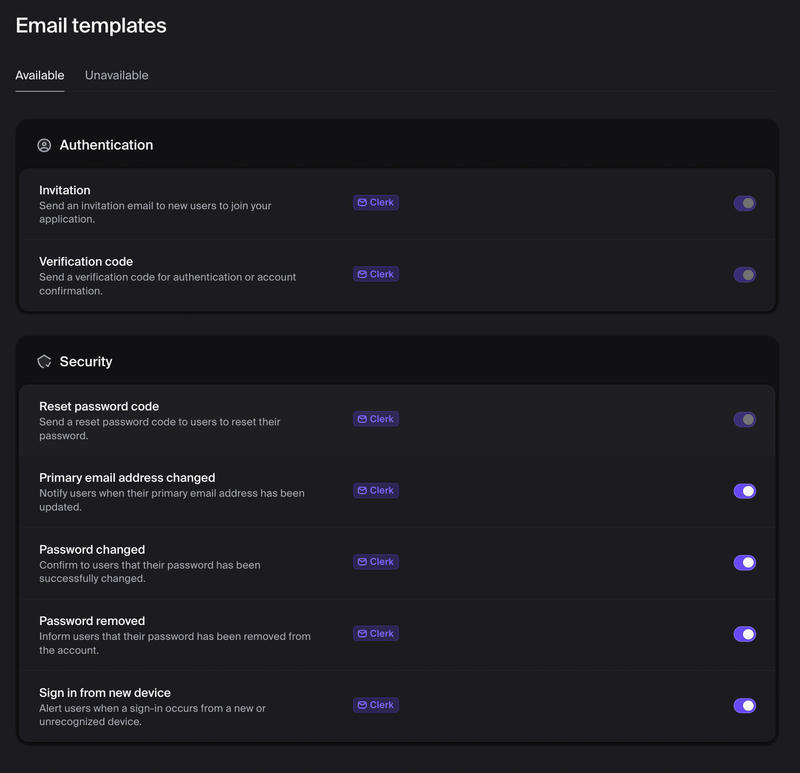 Email templates
Available
Unavailable
Authentication
Invitation
Send an invitation email to new users to join your
application.
Clerk
Verification code
Send a verification code for authentication or account
confirmation.
Clerk
Security
Reset password code
Send a reset password code to users to reset their
password.
Clerk
Primary email address changed
Notify users when their primary email address has been
updated.
Clerk
Password changed
Confirm to users that their password has been
successfully changed.
Clerk
Password removed
Inform users that their password has been removed from
the account.
Clerk
Sign in from new device
Alert users when a sign-in occurs from a new or
unrecognized device.
Clerk